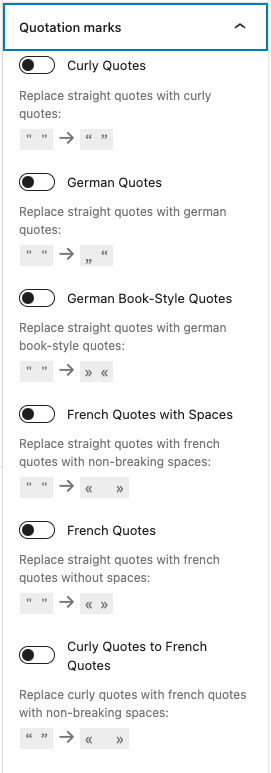 Quotation marks
Curly Quotes
Replace straight quotes with curly
quotes:
" " → “ ”
German Quotes
Replace straight quotes with german
quotes:
" " → „ “
German Book-Style Quotes
Replace straight quotes with german
book-style quotes:
" " → » «
French Quotes with Spaces
Replace straight quotes with french
quotes with non-breaking spaces:
" " → «   »
French Quotes
Replace straight quotes with french
quotes without spaces:
" " → « »
Curly Quotes to French
Quotes
Replace curly quotes with french quotes
with non-breaking spaces:
“ ” → «   »